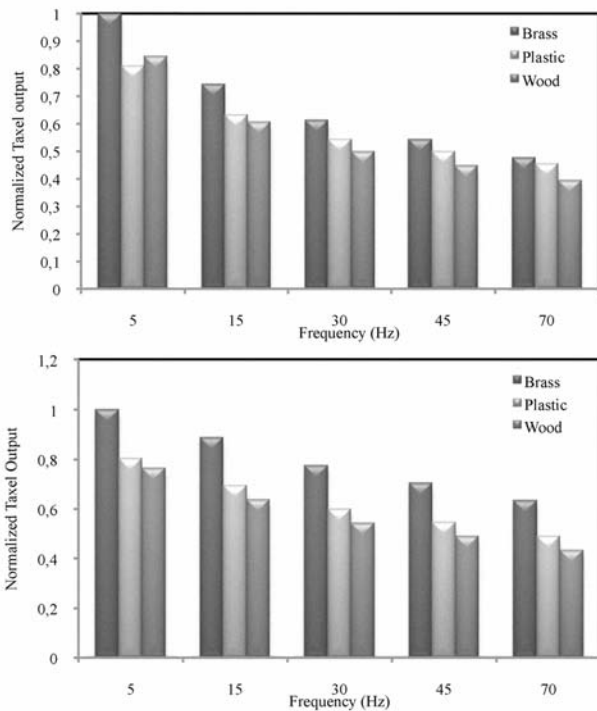 1
0,9
0,8
0,7
0,6
0,5
0,4
0,3
0,2
0,1
0
Normalized Taxel output
Brass
Plastic
Wood
5 15 30 45 70
Frequency (Hz)
1,2
1
0,8
0,6
0,4
0,2
0
Normalized Taxel Output
Brass
Plastic
Wood
5 15 30 45 70
Frequency (Hz)